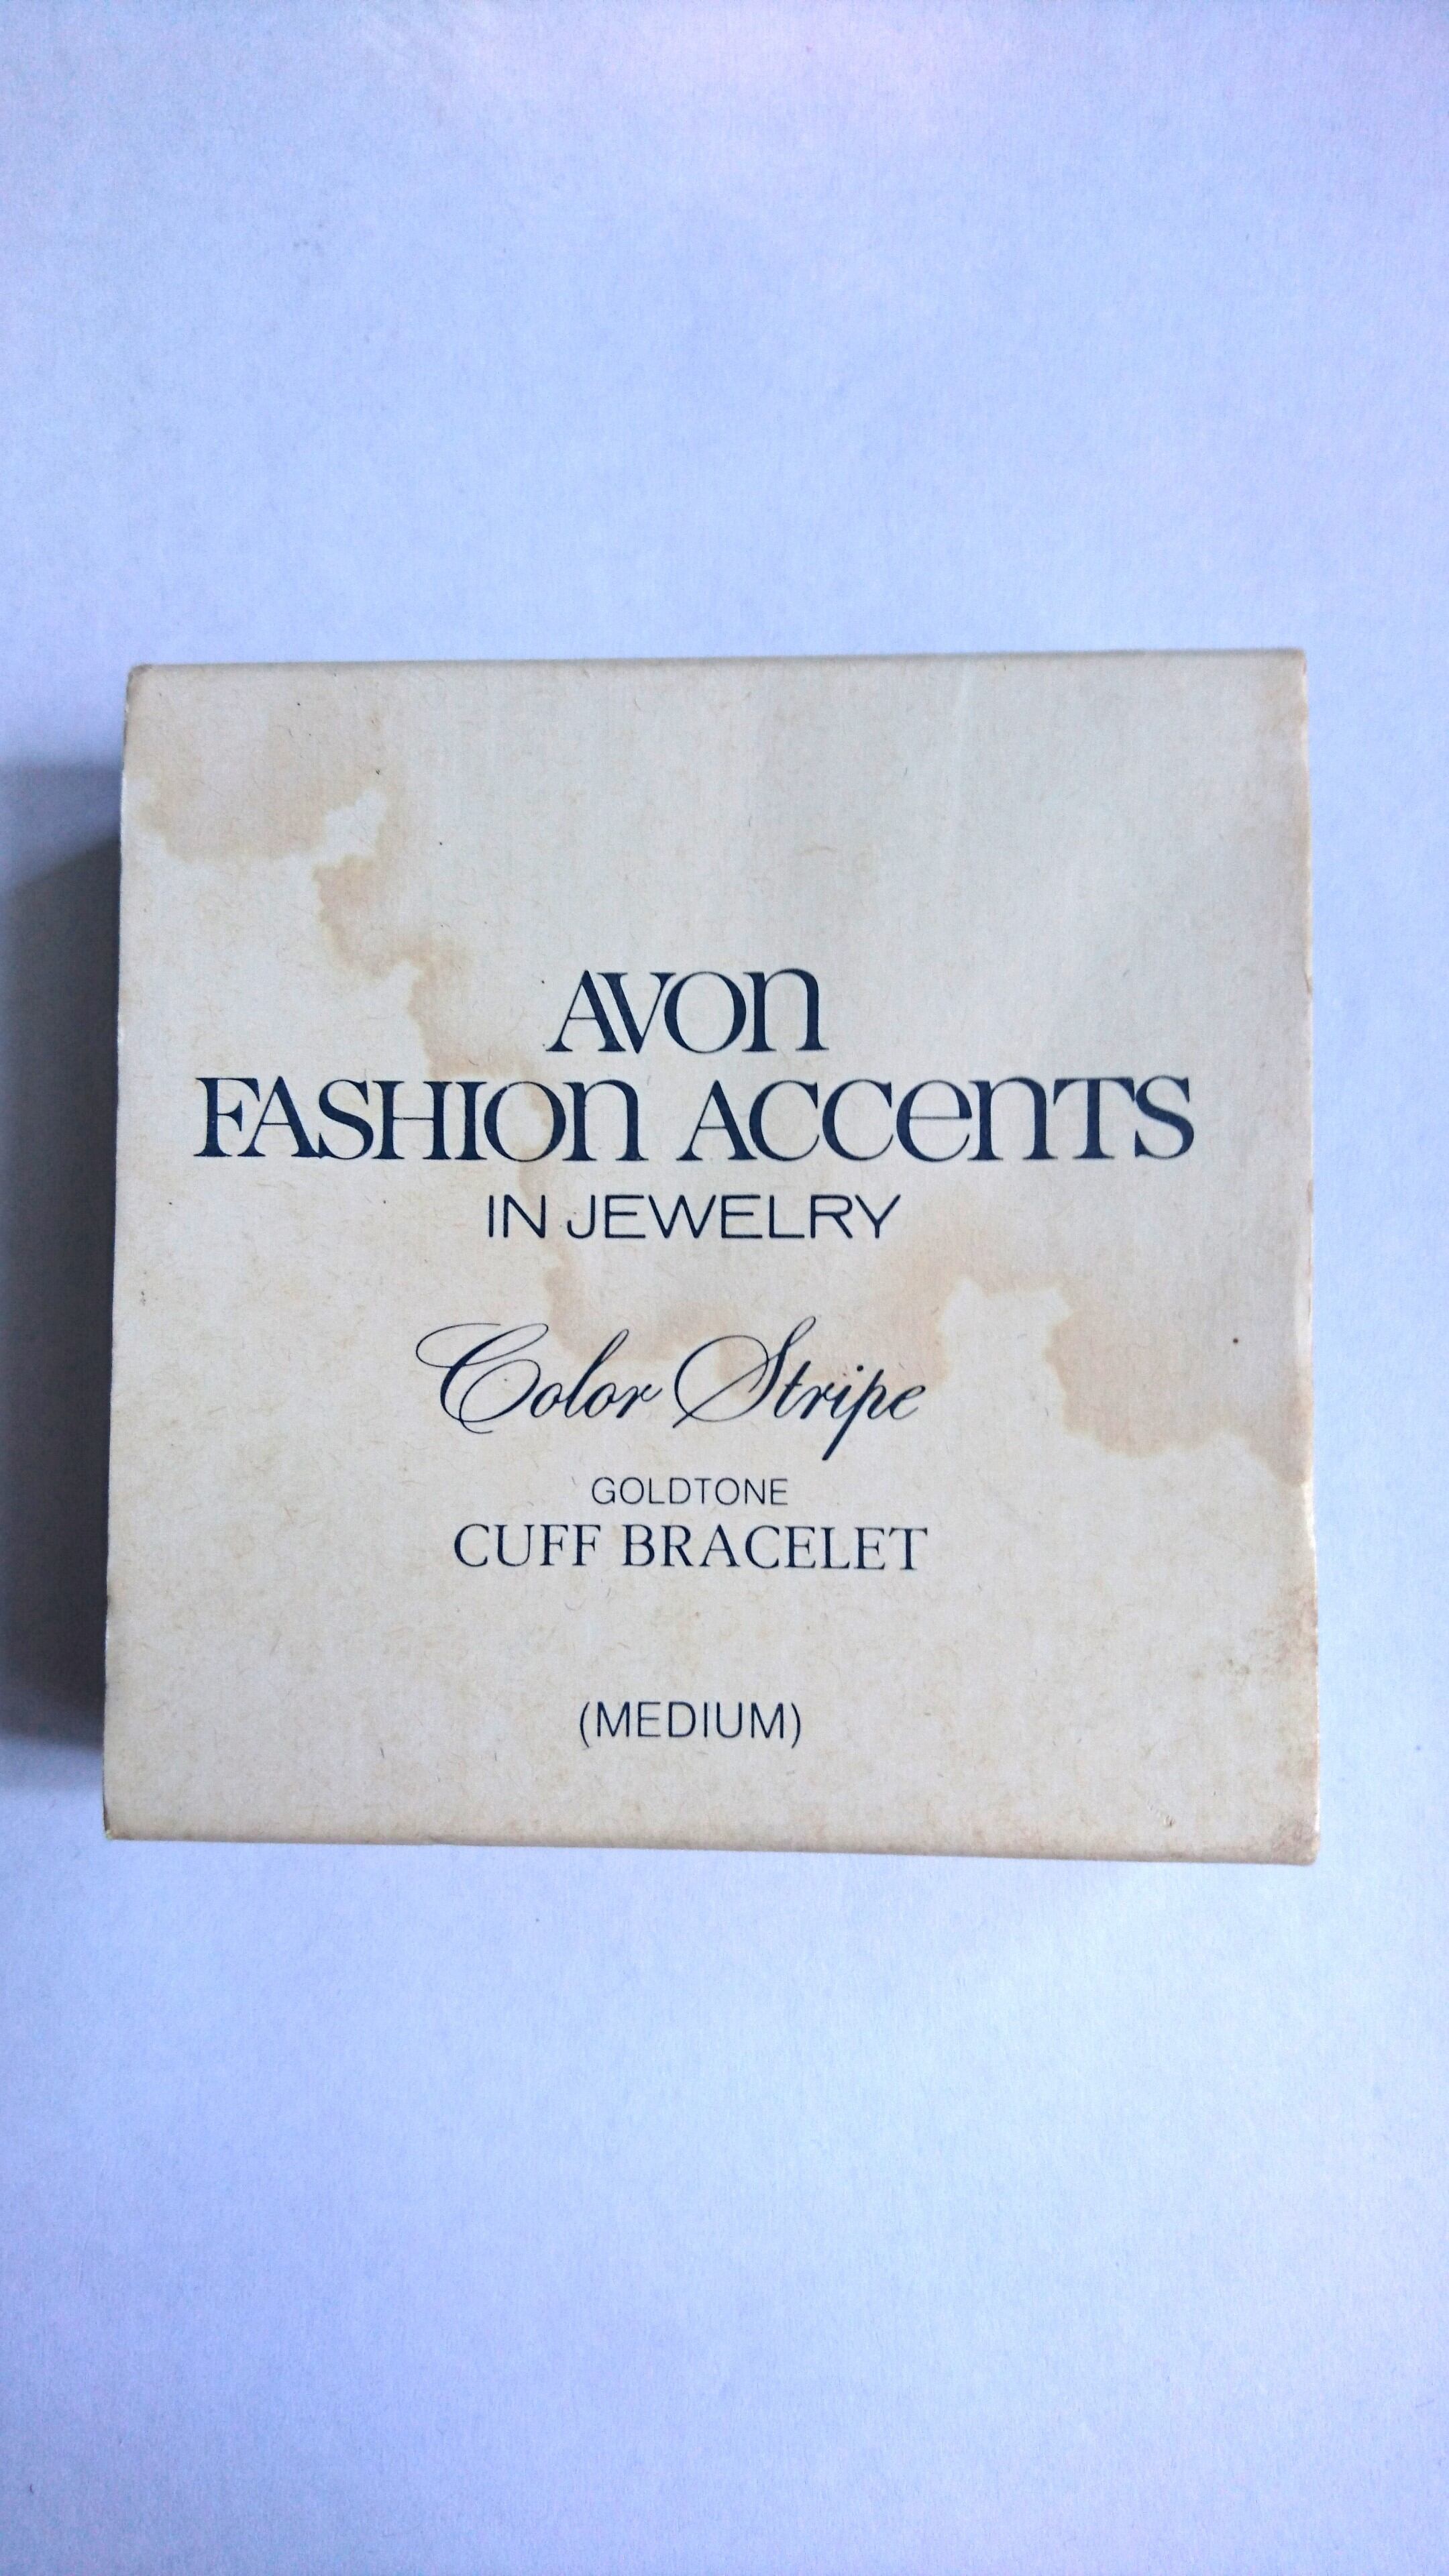 AVON
FASHION ACCENTS
IN JEWELRY
Color Stripe
GOLDTONE
CUFF BRACELET
(MEDIUM)